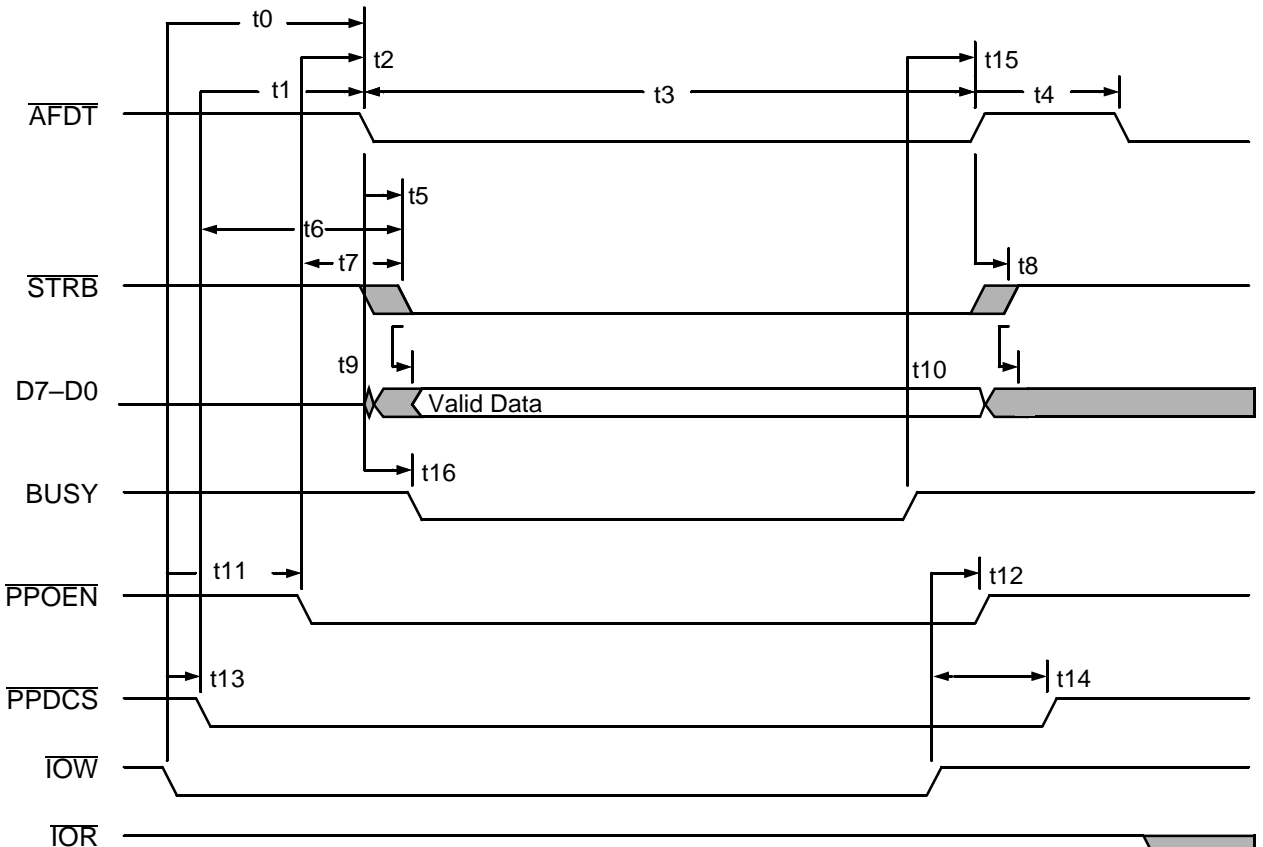 t0
t2
t15
t1
t3
t4
AFDT
t5
t6
t7
t8
STRB
t9
t10
D7–D0
Valid Data
t16
BUSY
t11
t12
PPOEN
t13
t14
PPDCS
IOW
IOR